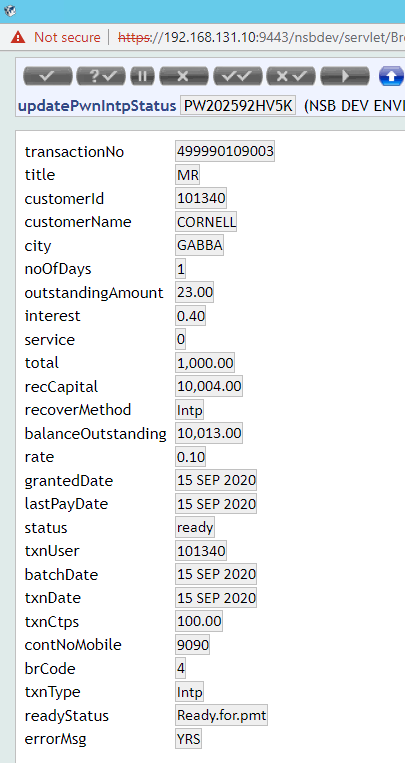 Not secure | https://192.168.131.10:9443/nsbdev/servlet/Br
updatePwnIntpStatus PW202592HV5K (NSB DEV ENVI
transactionNo 499990109003
title MR
customerId 101340
customerName CORNELL
city GABBA
noOfDays 1
outstandingAmount 23.00
interest 0.40
service 0
total 1,000.00
recCapital 10,004.00
recoverMethod Intp
balanceOutstanding 10,013.00
rate 0.10
grantedDate 15 SEP 2020
lastPayDate 15 SEP 2020
status ready
txnUser 101340
batchDate 15 SEP 2020
txnDate 15 SEP 2020
txnCtps 100.00
contNoMobile 9090
brCode 4
txnType Intp
readyStatus Ready.for.pmt
errorMsg YRS